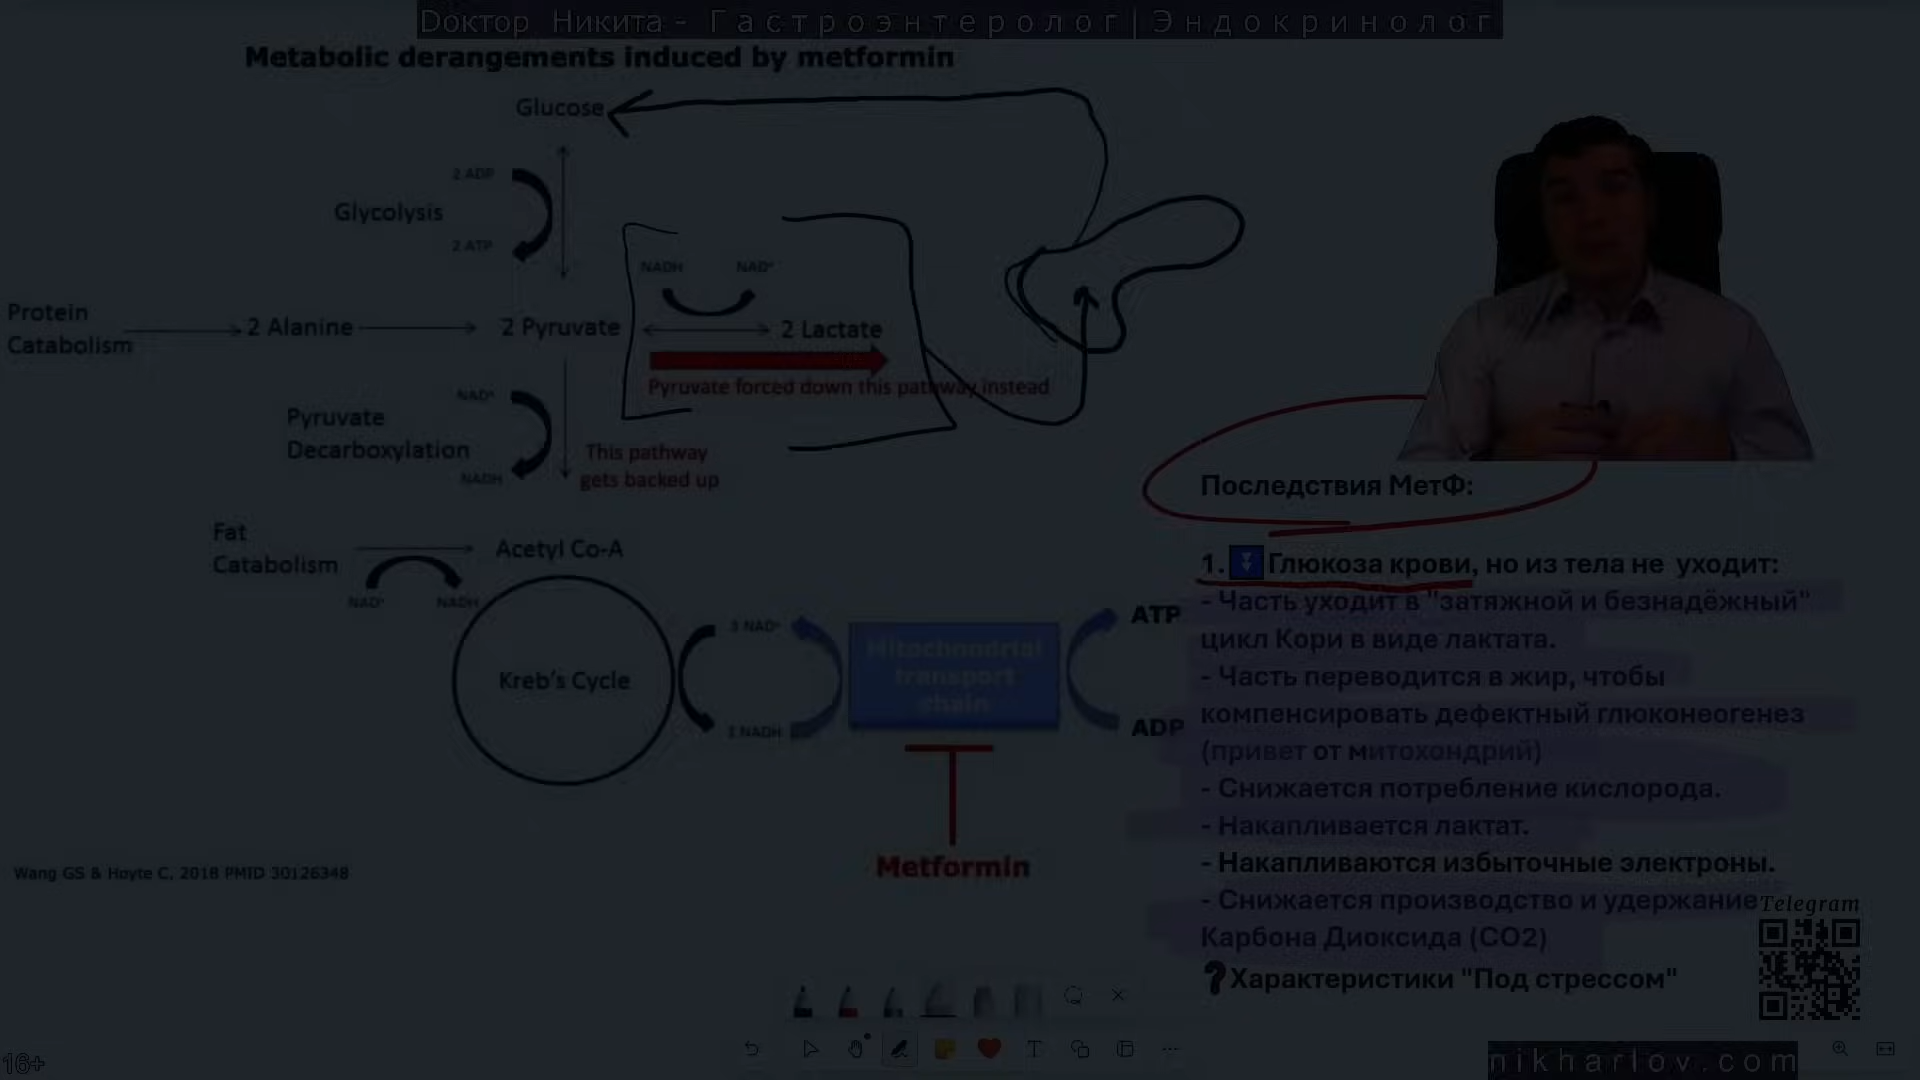 Dоктор Никита - Гастроэнтеролог|Эндокринолог
Metabolic derangements induced by metformin
Glucose
2 ADP
Glycolysis
2 ATP
NADH NAD⁺
Protein
Catabolism
2 Alanine
2 Pyruvate
2 Lactate
Pyruvate forced down this pathway instead
NAD⁺
Pyruvate
Decarboxylation
NADH
This pathway
gets backed up
Fat
Catabolism
Acetyl Co-A
NAD⁺ NADH
Kreb's Cycle
3 NAD⁺
3 NADH
Mitochondrial
transport
chain
ATP
ADP
Metformin
Wang GS & Hoyte C, 2018 PMID 30126348
Последствия МетФ:
1. Глюкоза крови, но из тела не уходит:
- Часть уходит в "затяжной и безнадёжный"
цикл Кори в виде лактата.
- Часть переводится в жир, чтобы
компенсировать дефектный глюконеогенез
(привет от митохондрий)
- Снижается потребление кислорода.
- Накапливается лактат.
- Накапливаются избыточные электроны.
- Снижается производство и удержание
Карбона Диоксида (СО2)
❓Характеристики "Под стрессом"
Telegram
16+
nikharlov.com